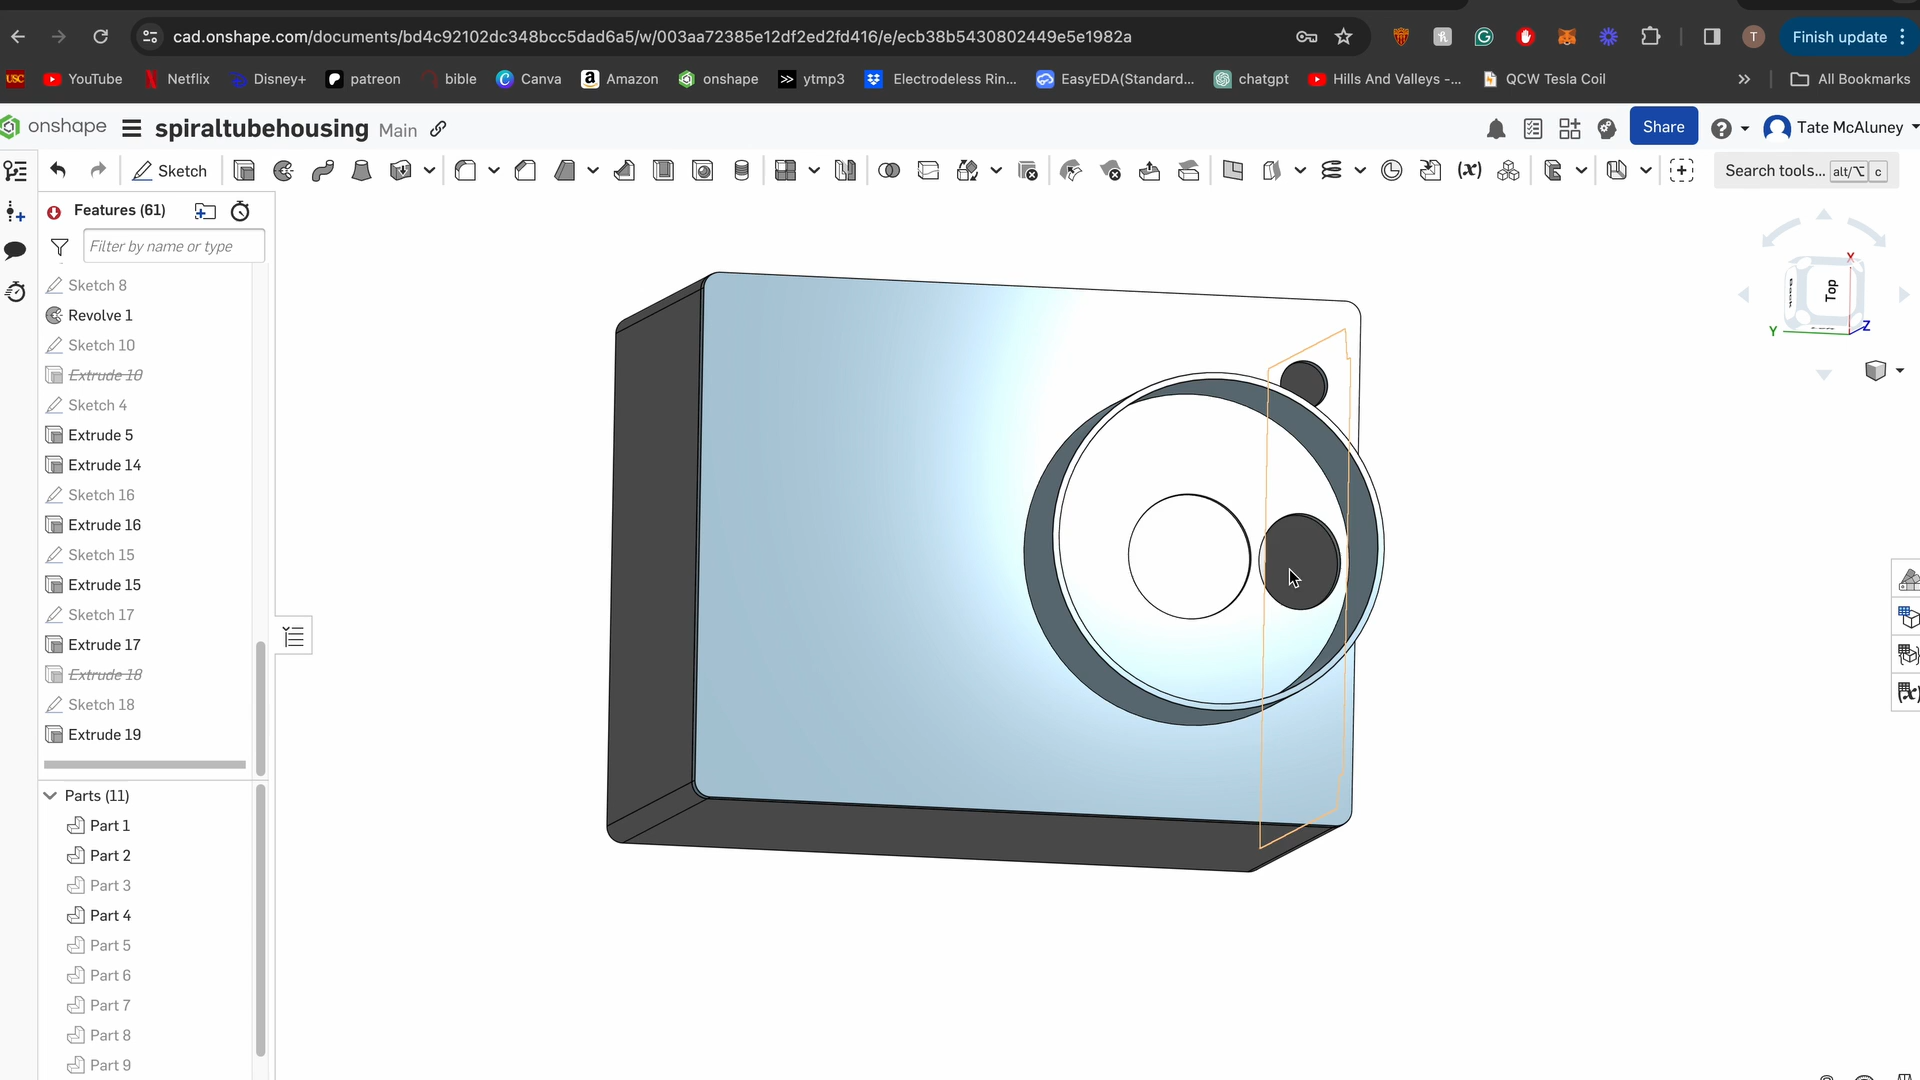 cad.onshape.com/documents/bd4c92102dc348bcc5dad6a5/w/003aa72385e12df2ed2fd416/e/ecb38b5430802449e5e1982a
T
Finish update
USC
YouTube
Netflix
Disney+
patreon
bible
Canva
Amazon
onshape
ytmp3
Electrodeless Rin...
EasyEDA(Standard...
chatgpt
Hills And Valleys -...
QCW Tesla Coil
All Bookmarks
onshape
spiraltubehousing Main
Share
Tate McAluney
Sketch
Search tools... alt/⌥ c
Features (61)
Filter by name or type
Sketch 8
Revolve 1
Sketch 10
Extrude 10
Sketch 4
Extrude 5
Extrude 14
Sketch 16
Extrude 16
Sketch 15
Extrude 15
Sketch 17
Extrude 17
Extrude 18
Sketch 18
Extrude 19
Parts (11)
Part 1
Part 2
Part 3
Part 4
Part 5
Part 6
Part 7
Part 8
Part 9
X
Back
Top
Y
Z